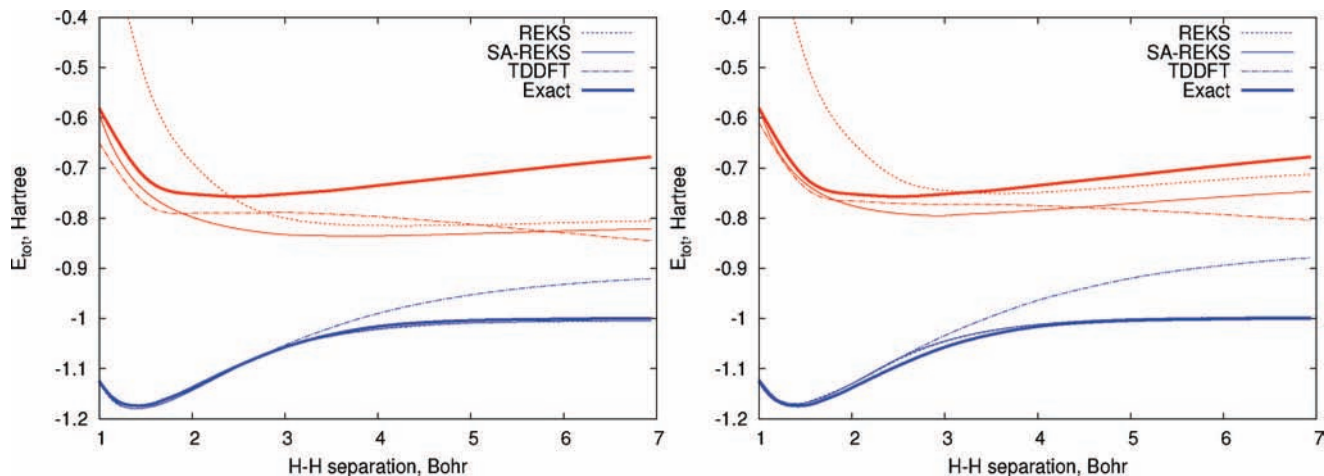 -0.4
-0.5
-0.6
-0.7
-0.8
-0.9
-1
-1.1
-1.2
E_tot, Hartree
REKS
SA-REKS
TDDFT
Exact
1 2 3 4 5 6 7
H-H separation, Bohr
-0.4
-0.5
-0.6
-0.7
-0.8
-0.9
-1
-1.1
-1.2
E_tot, Hartree
REKS
SA-REKS
TDDFT
Exact
1 2 3 4 5 6 7
H-H separation, Bohr